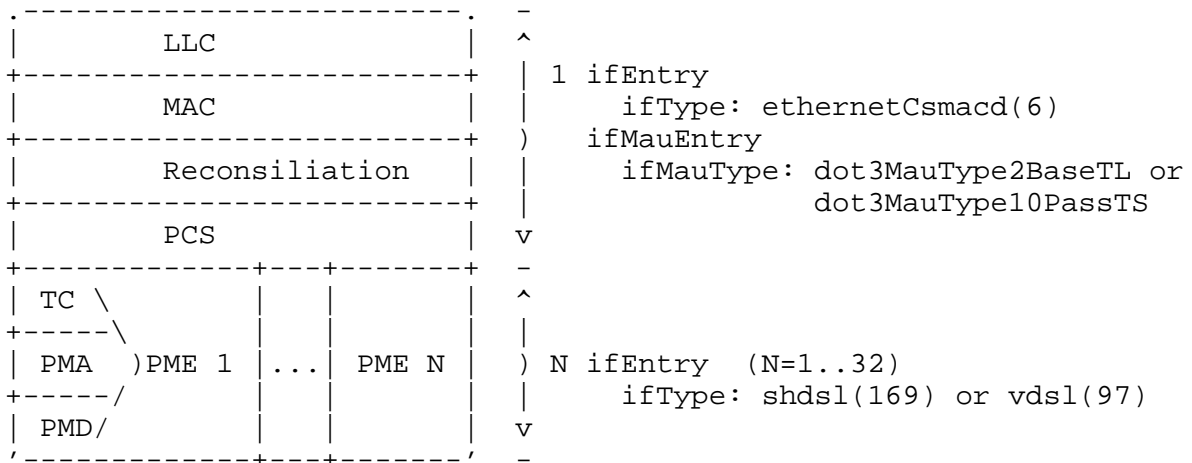 LLC
1 ifEntry
MAC ifType: ethernetCsmacd(6)
ifMauEntry
Reconsiliation ifMauType: dot3MauType2BaseTL or
dot3MauType10PassTS
PCS
TC
PMA )PME 1 ... PME N ) N ifEntry (N=1..32)
ifType: shdsl(169) or vdsl(97)
PMD/